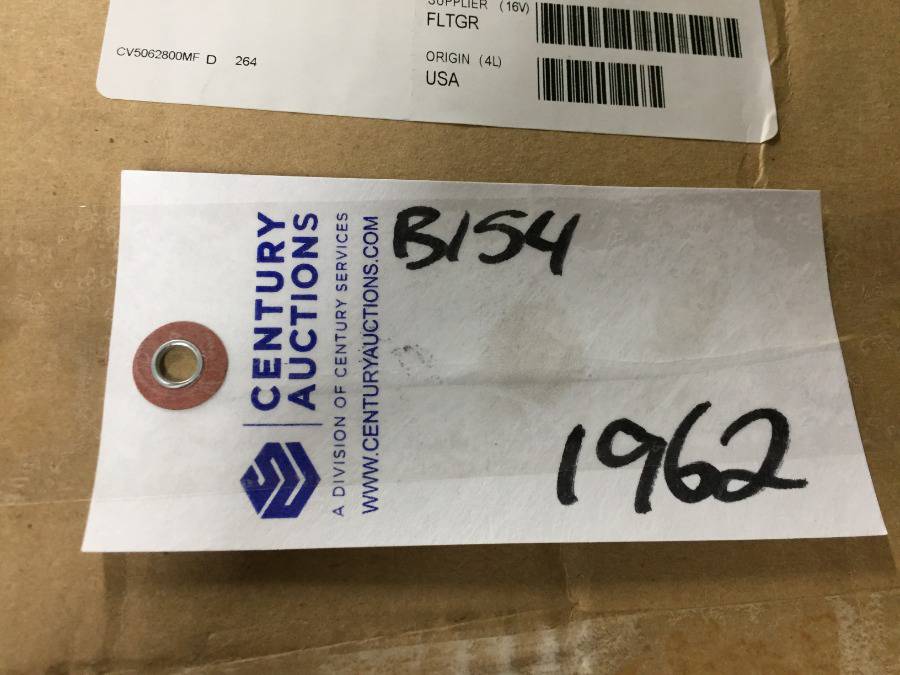 SUPPLIER (16V)
FLTGR
ORIGIN (4L)
USA
CV5062800MF D 264
CENTURY
AUCTIONS
A DIVISION OF CENTURY SERVICES
WWW.CENTURYAUCTIONS.COM
B154
1962